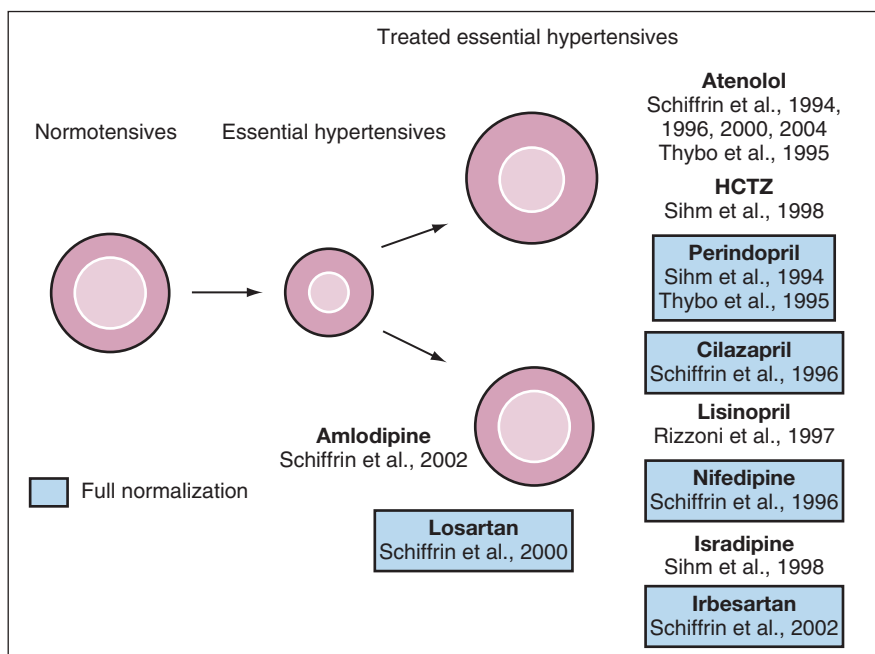 Treated essential hypertensives
Normotensives
Essential hypertensives
Atenolol
Schiffrin et al., 1994,
1996, 2000, 2004
Thybo et al., 1995
HCTZ
Sihm et al., 1998
Perindopril
Sihm et al., 1994
Thybo et al., 1995
Cilazapril
Schiffrin et al., 1996
Lisinopril
Rizzoni et al., 1997
Nifedipine
Schiffrin et al., 1996
Isradipine
Sihm et al., 1998
Irbesartan
Schiffrin et al., 2002
Amlodipine
Schiffrin et al., 2002
Losartan
Schiffrin et al., 2000
Full normalization